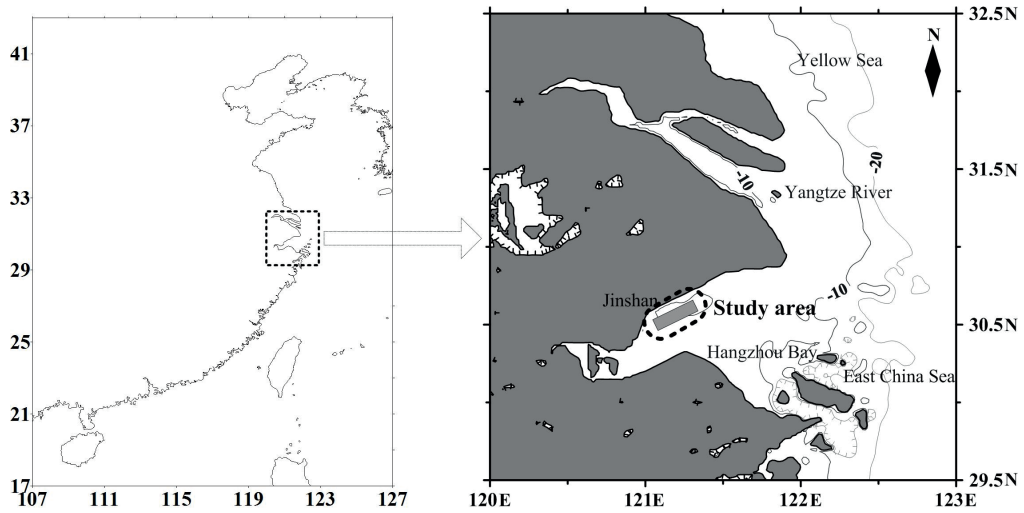 41
37
33
29
25
21
17
107 111 115 119 123 127
32.5N
N
Yellow Sea
-20
31.5N
-10
Yangtze River
-10
Jinshan
Study area
30.5N
Hangzhou Bay
East China Sea
29.5N
120E 121E 122E 123E